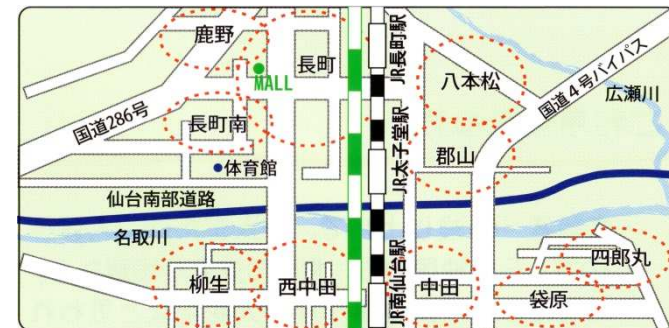 鹿野
長町
MALL
JR長町駅
八本松
国道4号バイパス
広瀬川
国道286号
長町南
体育館
JR太子堂駅
郡山
仙台南部道路
名取川
柳生
西中田
JR南仙台駅
中田
袋原
四郎丸